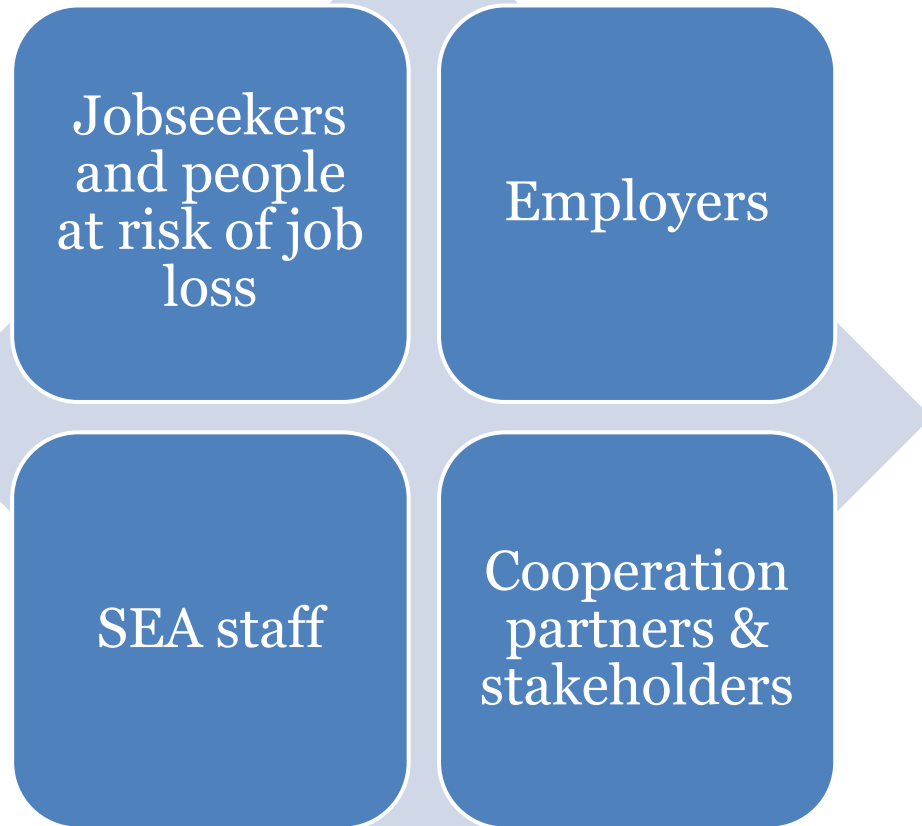 Jobseekers
and people
at risk of job
loss
Employers
SEA staff
Cooperation
partners &
stakeholders